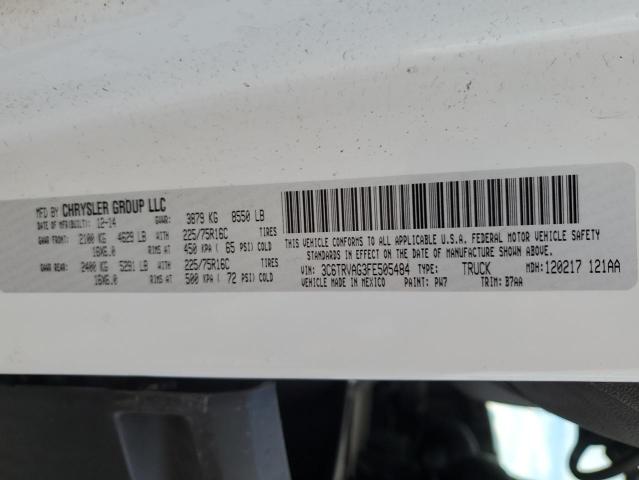 MFD BY CHRYSLER GROUP LLC
DATE OF MFR(BUILT): 12-14 GVWR: 3879 KG 8550 LB
GAWR FRONT: 2100 KG 4629 LB WITH 225/75R16C TIRES
16X6.0 RIMS AT 450 KPA ( 65 PSI) COLD
GAWR REAR: 2400 KG 5291 LB WITH 225/75R16C TIRES
16X6.0 RIMS AT 500 KPA ( 72 PSI) COLD
THIS VEHICLE CONFORMS TO ALL APPLICABLE U.S.A. FEDERAL MOTOR VEHICLE SAFETY
STANDARDS IN EFFECT ON THE DATE OF MANUFACTURE SHOWN ABOVE.
VIN: 3C6TRVAG3FE505484 TYPE: TRUCK MDH: 120217 121AA
VEHICLE MADE IN MEXICO PAINT: PW7 TRIM: B7AA